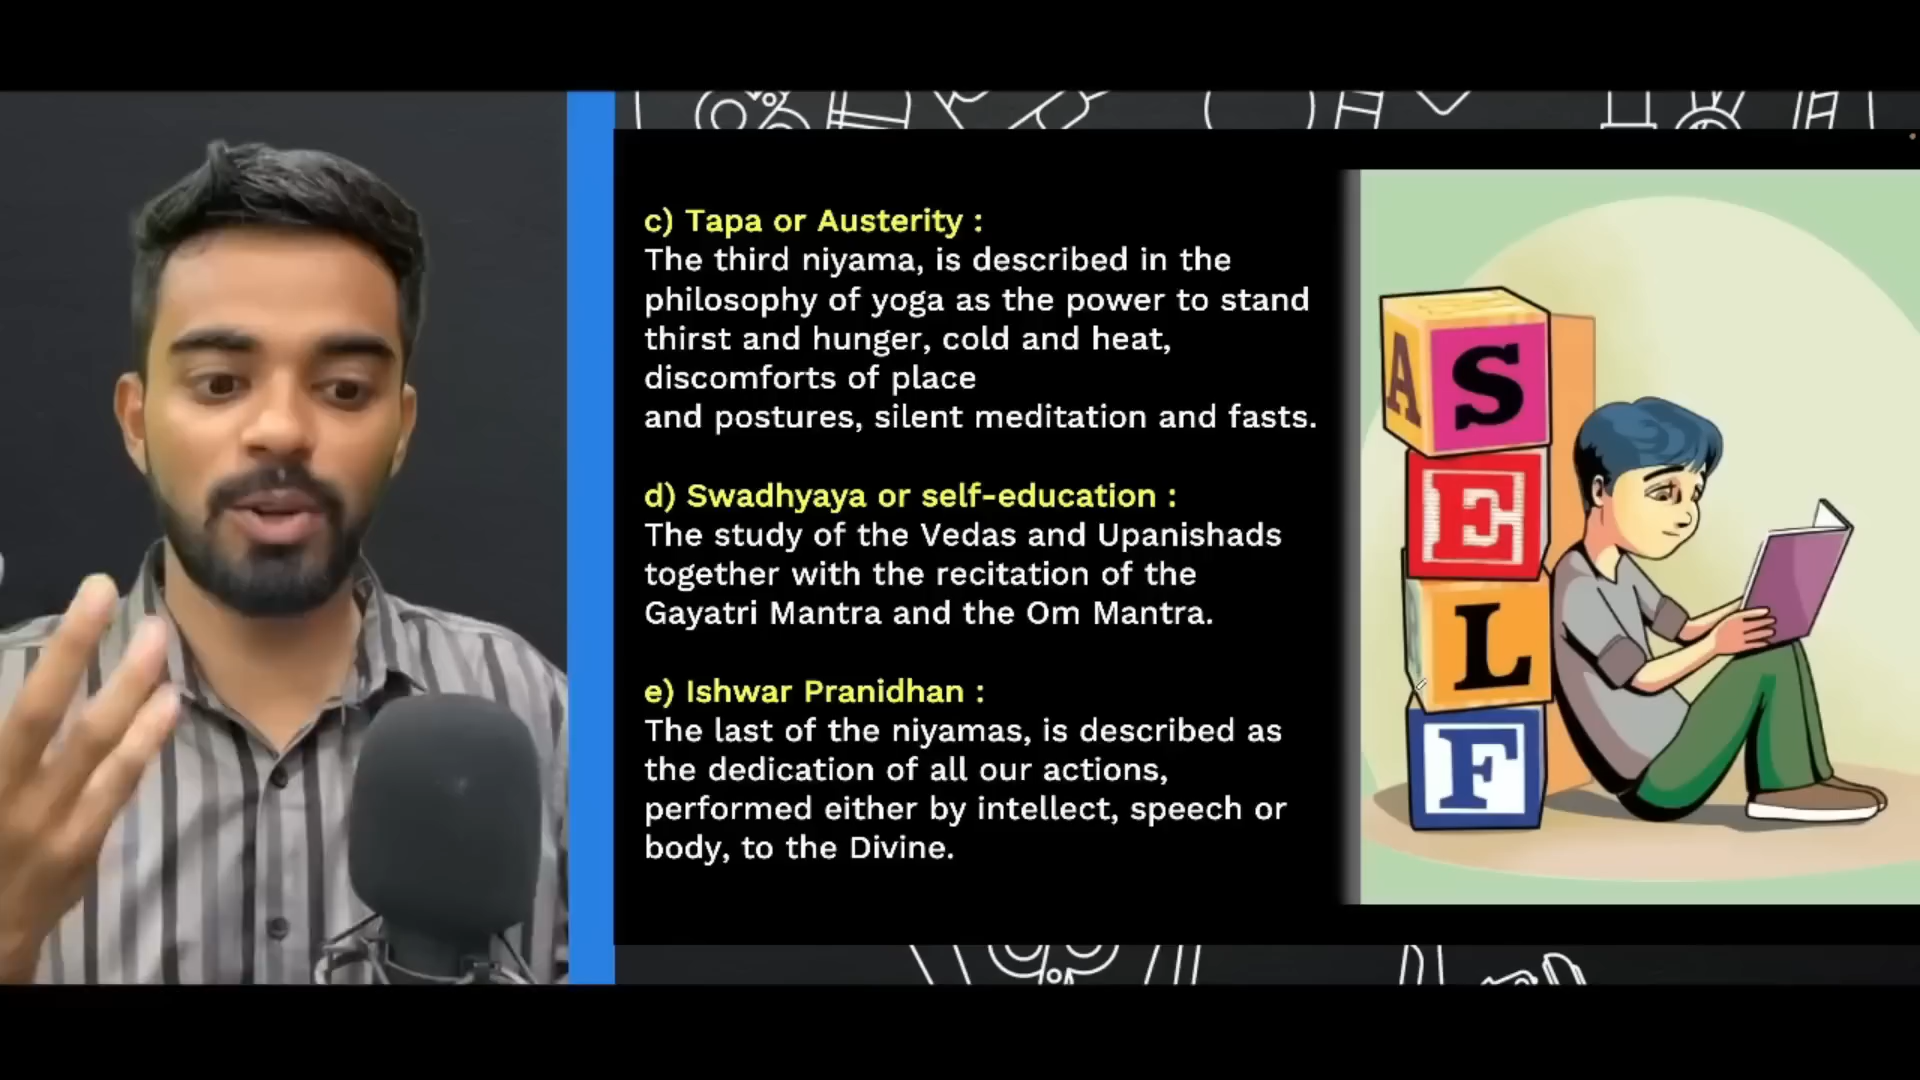 c) Tapa or Austerity :
The third niyama, is described in the
philosophy of yoga as the power to stand
thirst and hunger, cold and heat,
discomforts of place
and postures, silent meditation and fasts.
d) Swadhyaya or self-education :
The study of the Vedas and Upanishads
together with the recitation of the
Gayatri Mantra and the Om Mantra.
e) Ishwar Pranidhan :
The last of the niyamas, is described as
the dedication of all our actions,
performed either by intellect, speech or
body, to the Divine.
A S
E
L
F